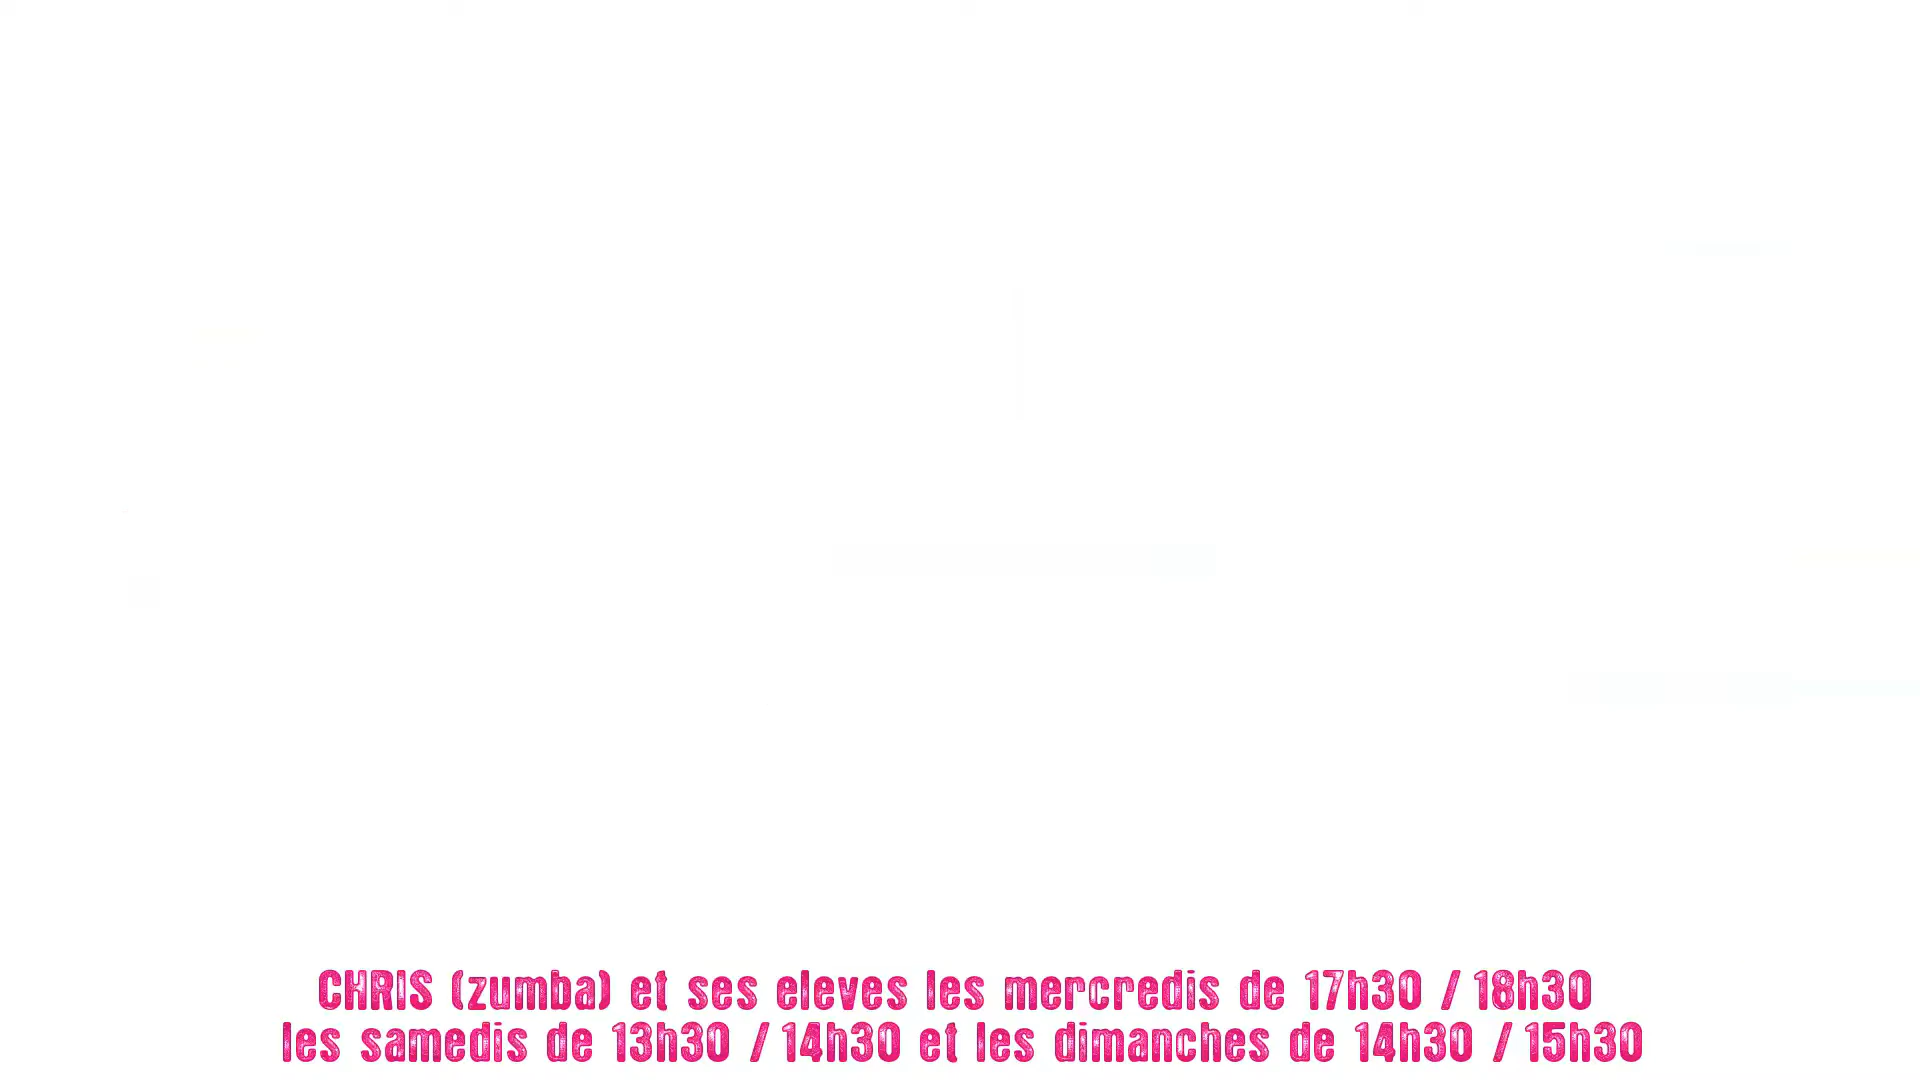 CHRIS (zumba) et ses eleves les mercredis de 17h30 / 18h30
les samedis de 13h30 / 14h30 et les dimanches de 14h30 / 15h30